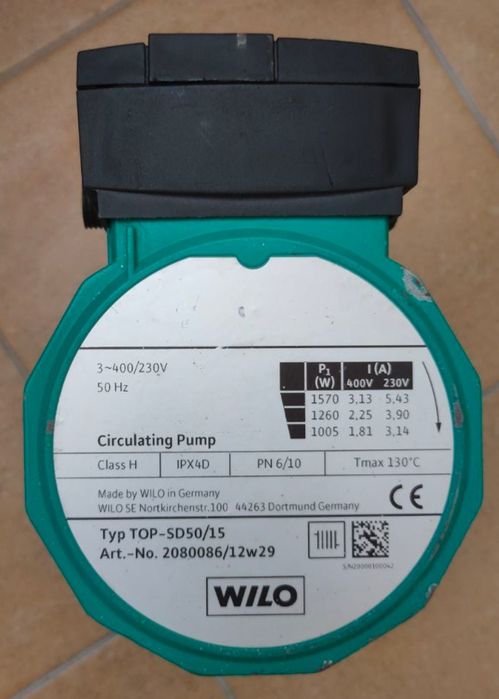 3~400/230V
50 Hz
P1 (W) I (A)
400V 230V
1570 3,13 5,43
1260 2,25 3,90
1005 1,81 3,14
Circulating Pump
Class H IPX4D PN 6/10 Tmax 130°C
Made by WILO in Germany
WILO SE Nortkirchenstr.100 44263 Dortmund Germany
CE
Typ TOP-SD50/15
Art.-No. 2080086/12w29
WILO